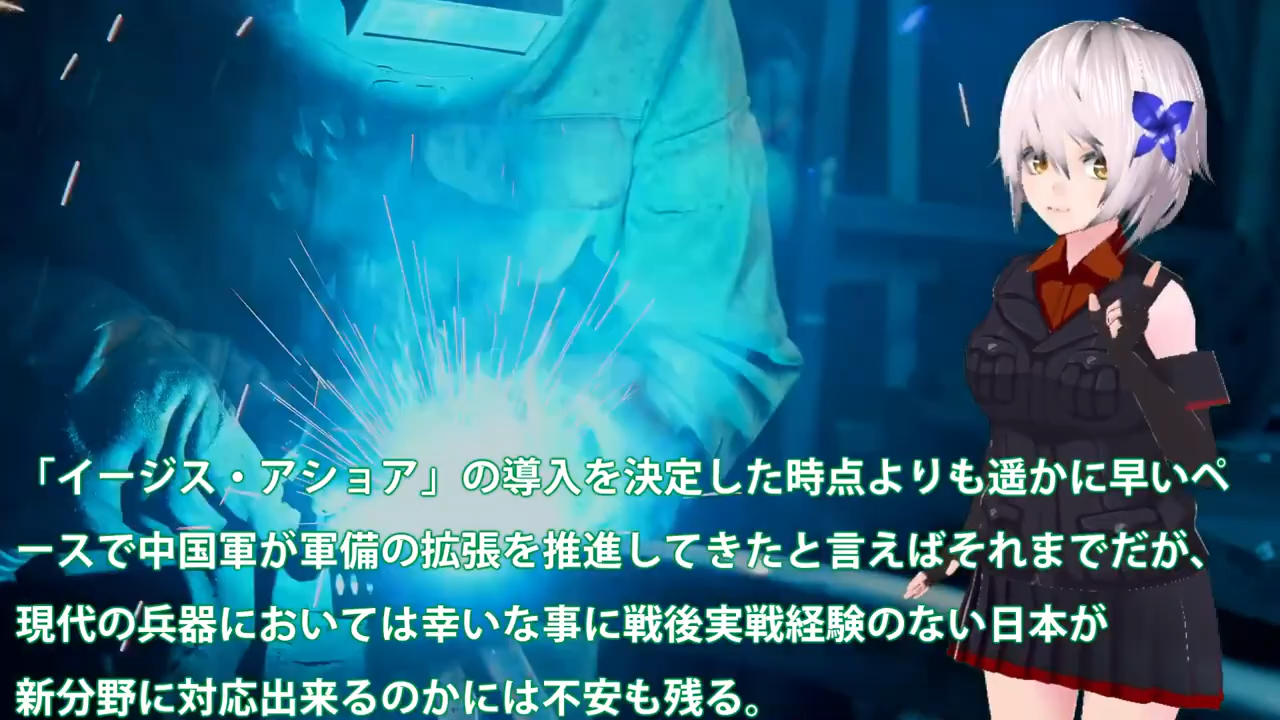 「イージス・アショア」の導入を決定した時点よりも遥かに早いペ
ースで中国軍が軍備の拡張を推進してきたと言えばそれまでだが、
現代の兵器においては幸いな事に戦後実戦経験のない日本が
新分野に対応出来るのかには不安も残る。